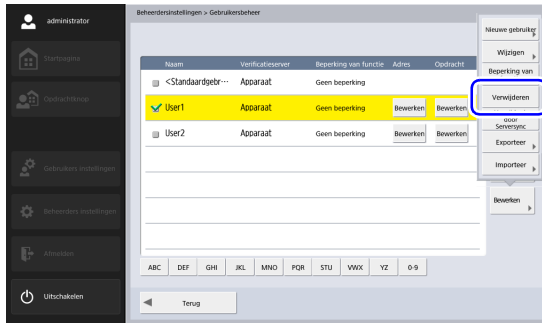 administrator
Startpagina
Opdrachtknop
Gebruikers instellingen
Beheerders instellingen
Afmelden
Uitschakelen
Beheerdersinstellingen > Gebruikersbeheer
Naam Verificatieserver Beperking van functie Adres Opdracht
<Standaardgebr··· Apparaat Geen beperking
User1 Apparaat Geen beperking Bewerken Bewerken
User2 Apparaat Geen beperking Bewerken Bewerken
ABC DEF GHI JKL MNO PQR STU VWX YZ 0-9
Terug
Nieuwe gebruiker
Wijzigen
Beperking van
Verwijderen
door
Serversync
Exporteer
Importeer
Bewerken